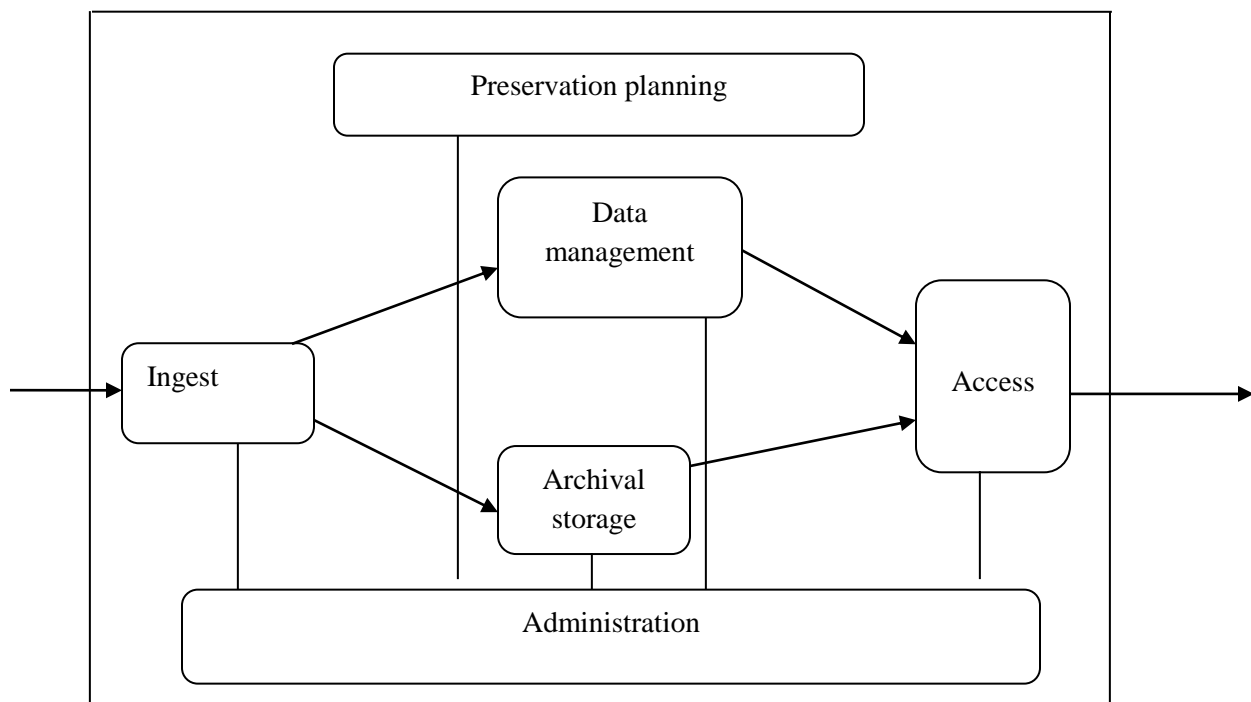 Preservation planning
Data
management
Ingest
Access
Archival
storage
Administration